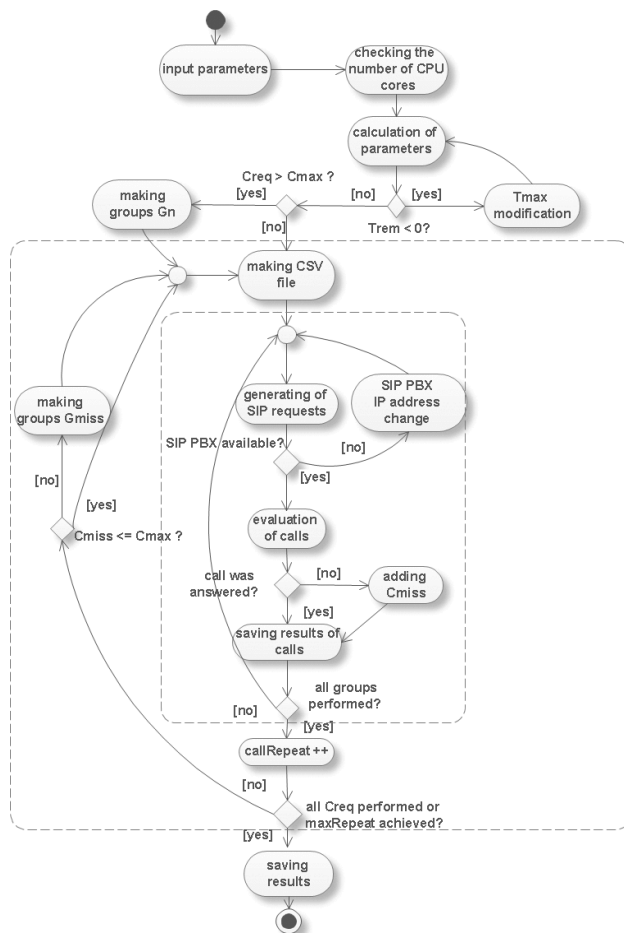 input parameters
checking the
number of CPU
cores
calculation of
parameters
Creq > Cmax ?
[yes]
[no]
[yes]
making
groups Gn
Tmax
modification
[no]
Trem < 0?
making CSV
file
making
groups Gmiss
generating of
SIP requests
SIP PBX
IP address
change
SIP PBX available?
[no]
[yes]
[no]
[yes]
Cmiss <= Cmax ?
evaluation
of calls
call was
answered?
[no]
adding
Cmiss
[yes]
saving results of
calls
all groups
performed?
[no]
[yes]
callRepeat ++
[no]
all Creq performed or
maxRepeat achieved?
[yes]
saving
results